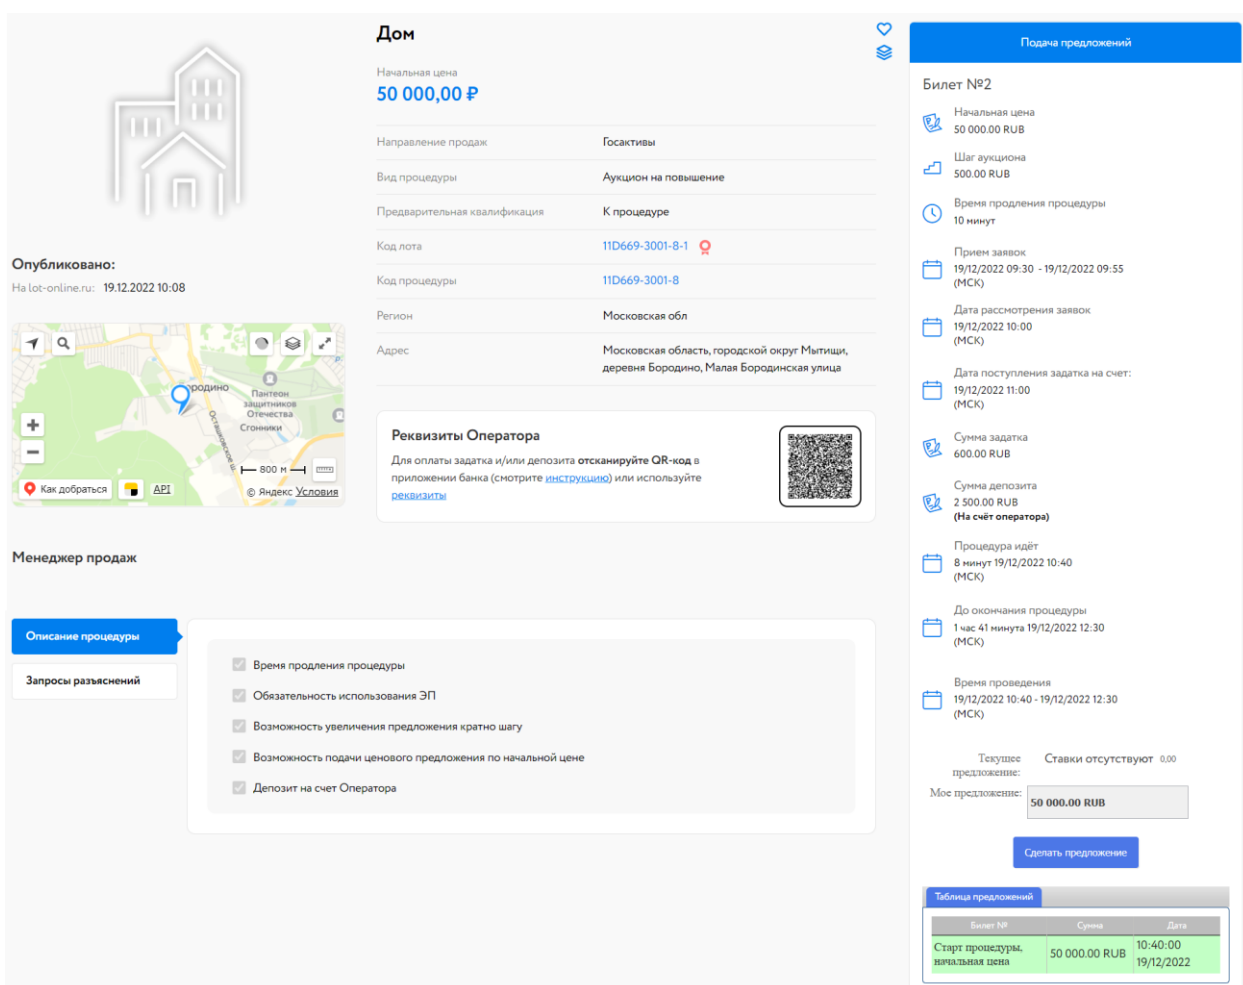 Дом
Начальная цена
50 000,00 ₽
Направление продаж Госактивы
Вид процедуры Аукцион на повышение
Предварительная квалификация К процедуре
Код лота 11D669-3001-8-1
Код процедуры 11D669-3001-8
Регион Московская обл
Адрес Московская область, городской округ Мытищи,
деревня Бородино, Малая Бородинская улица
Опубликовано:
На lot-online.ru: 19.12.2022 10:08
ородино
Пантеон
защитников
Отечества
Сгонники
Осташковское ш.
800 м
Как добраться
API
© Яндекс Условия
Реквизиты Оператора
Для оплаты задатка и/или депозита отсканируйте QR-код в
приложении банка (смотрите инструкцию) или используйте
реквизиты
Менеджер продаж
Описание процедуры
Запросы разъяснений
Время продления процедуры
Обязательность использования ЭП
Возможность увеличения предложения кратно шагу
Возможность подачи ценового предложения по начальной цене
Депозит на счет Оператора
Подача предложений
Билет №2
Начальная цена
50 000.00 RUB
Шаг аукциона
500.00 RUB
Время продления процедуры
10 минут
Прием заявок
19/12/2022 09:30 - 19/12/2022 09:55
(МСК)
Дата рассмотрения заявок
19/12/2022 10:00
(МСК)
Дата поступления задатка на счет:
19/12/2022 11:00
(МСК)
Сумма задатка
600.00 RUB
Сумма депозита
2 500.00 RUB
(На счёт оператора)
Процедура идёт
8 минут 19/12/2022 10:40
(МСК)
До окончания процедуры
1 час 41 минута 19/12/2022 12:30
(МСК)
Время проведения
19/12/2022 10:40 - 19/12/2022 12:30
(МСК)
Текущее Ставки отсутствуют 0,00
предложение:
Мое предложение: 50 000.00 RUB
Сделать предложение
Таблица предложений
Билет № Сумма Дата
Старт процедуры, 50 000.00 RUB 10:40:00
начальная цена 19/12/2022